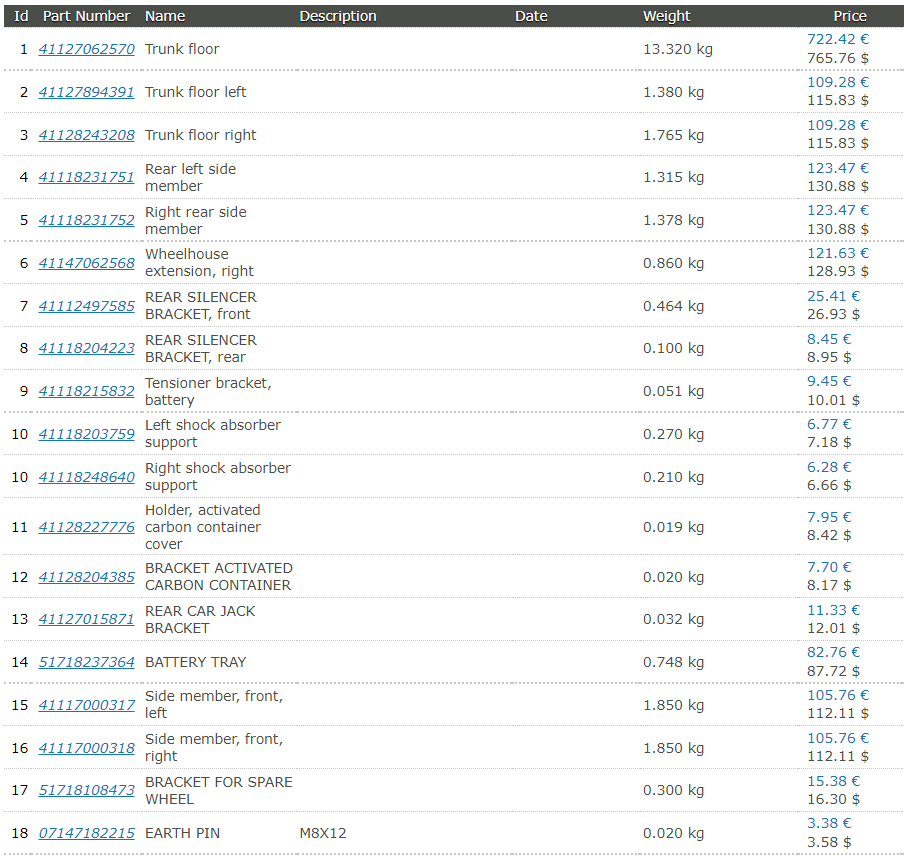 Id Part Number Name Description Date Weight Price
1 41127062570 Trunk floor 13.320 kg 722.42 €
765.76 $
2 41127894391 Trunk floor left 1.380 kg 109.28 €
115.83 $
3 41128243208 Trunk floor right 1.765 kg 109.28 €
115.83 $
4 41118231751 Rear left side 1.315 kg 123.47 €
member 130.88 $
5 41118231752 Right rear side 1.378 kg 123.47 €
member 130.88 $
6 41147062568 Wheelhouse 0.860 kg 121.63 €
extension, right 128.93 $
7 41112497585 REAR SILENCER 0.464 kg 25.41 €
BRACKET, front 26.93 $
8 41118204223 REAR SILENCER 0.100 kg 8.45 €
BRACKET, rear 8.95 $
9 41118215832 Tensioner bracket, 0.051 kg 9.45 €
battery 10.01 $
10 41118203759 Left shock absorber 0.270 kg 6.77 €
support 7.18 $
10 41118248640 Right shock absorber 0.210 kg 6.28 €
support 6.66 $
11 41128227776 Holder, activated 0.019 kg 7.95 €
carbon container 8.42 $
cover
12 41128204385 BRACKET ACTIVATED 0.020 kg 7.70 €
CARBON CONTAINER 8.17 $
13 41127015871 REAR CAR JACK 0.032 kg 11.33 €
BRACKET 12.01 $
14 51718237364 BATTERY TRAY 0.748 kg 82.76 €
87.72 $
15 41117000317 Side member, front, 1.850 kg 105.76 €
left 112.11 $
16 41117000318 Side member, front, 1.850 kg 105.76 €
right 112.11 $
17 51718108473 BRACKET FOR SPARE 0.300 kg 15.38 €
WHEEL 16.30 $
18 07147182215 EARTH PIN M8X12 0.020 kg 3.38 €
3.58 $